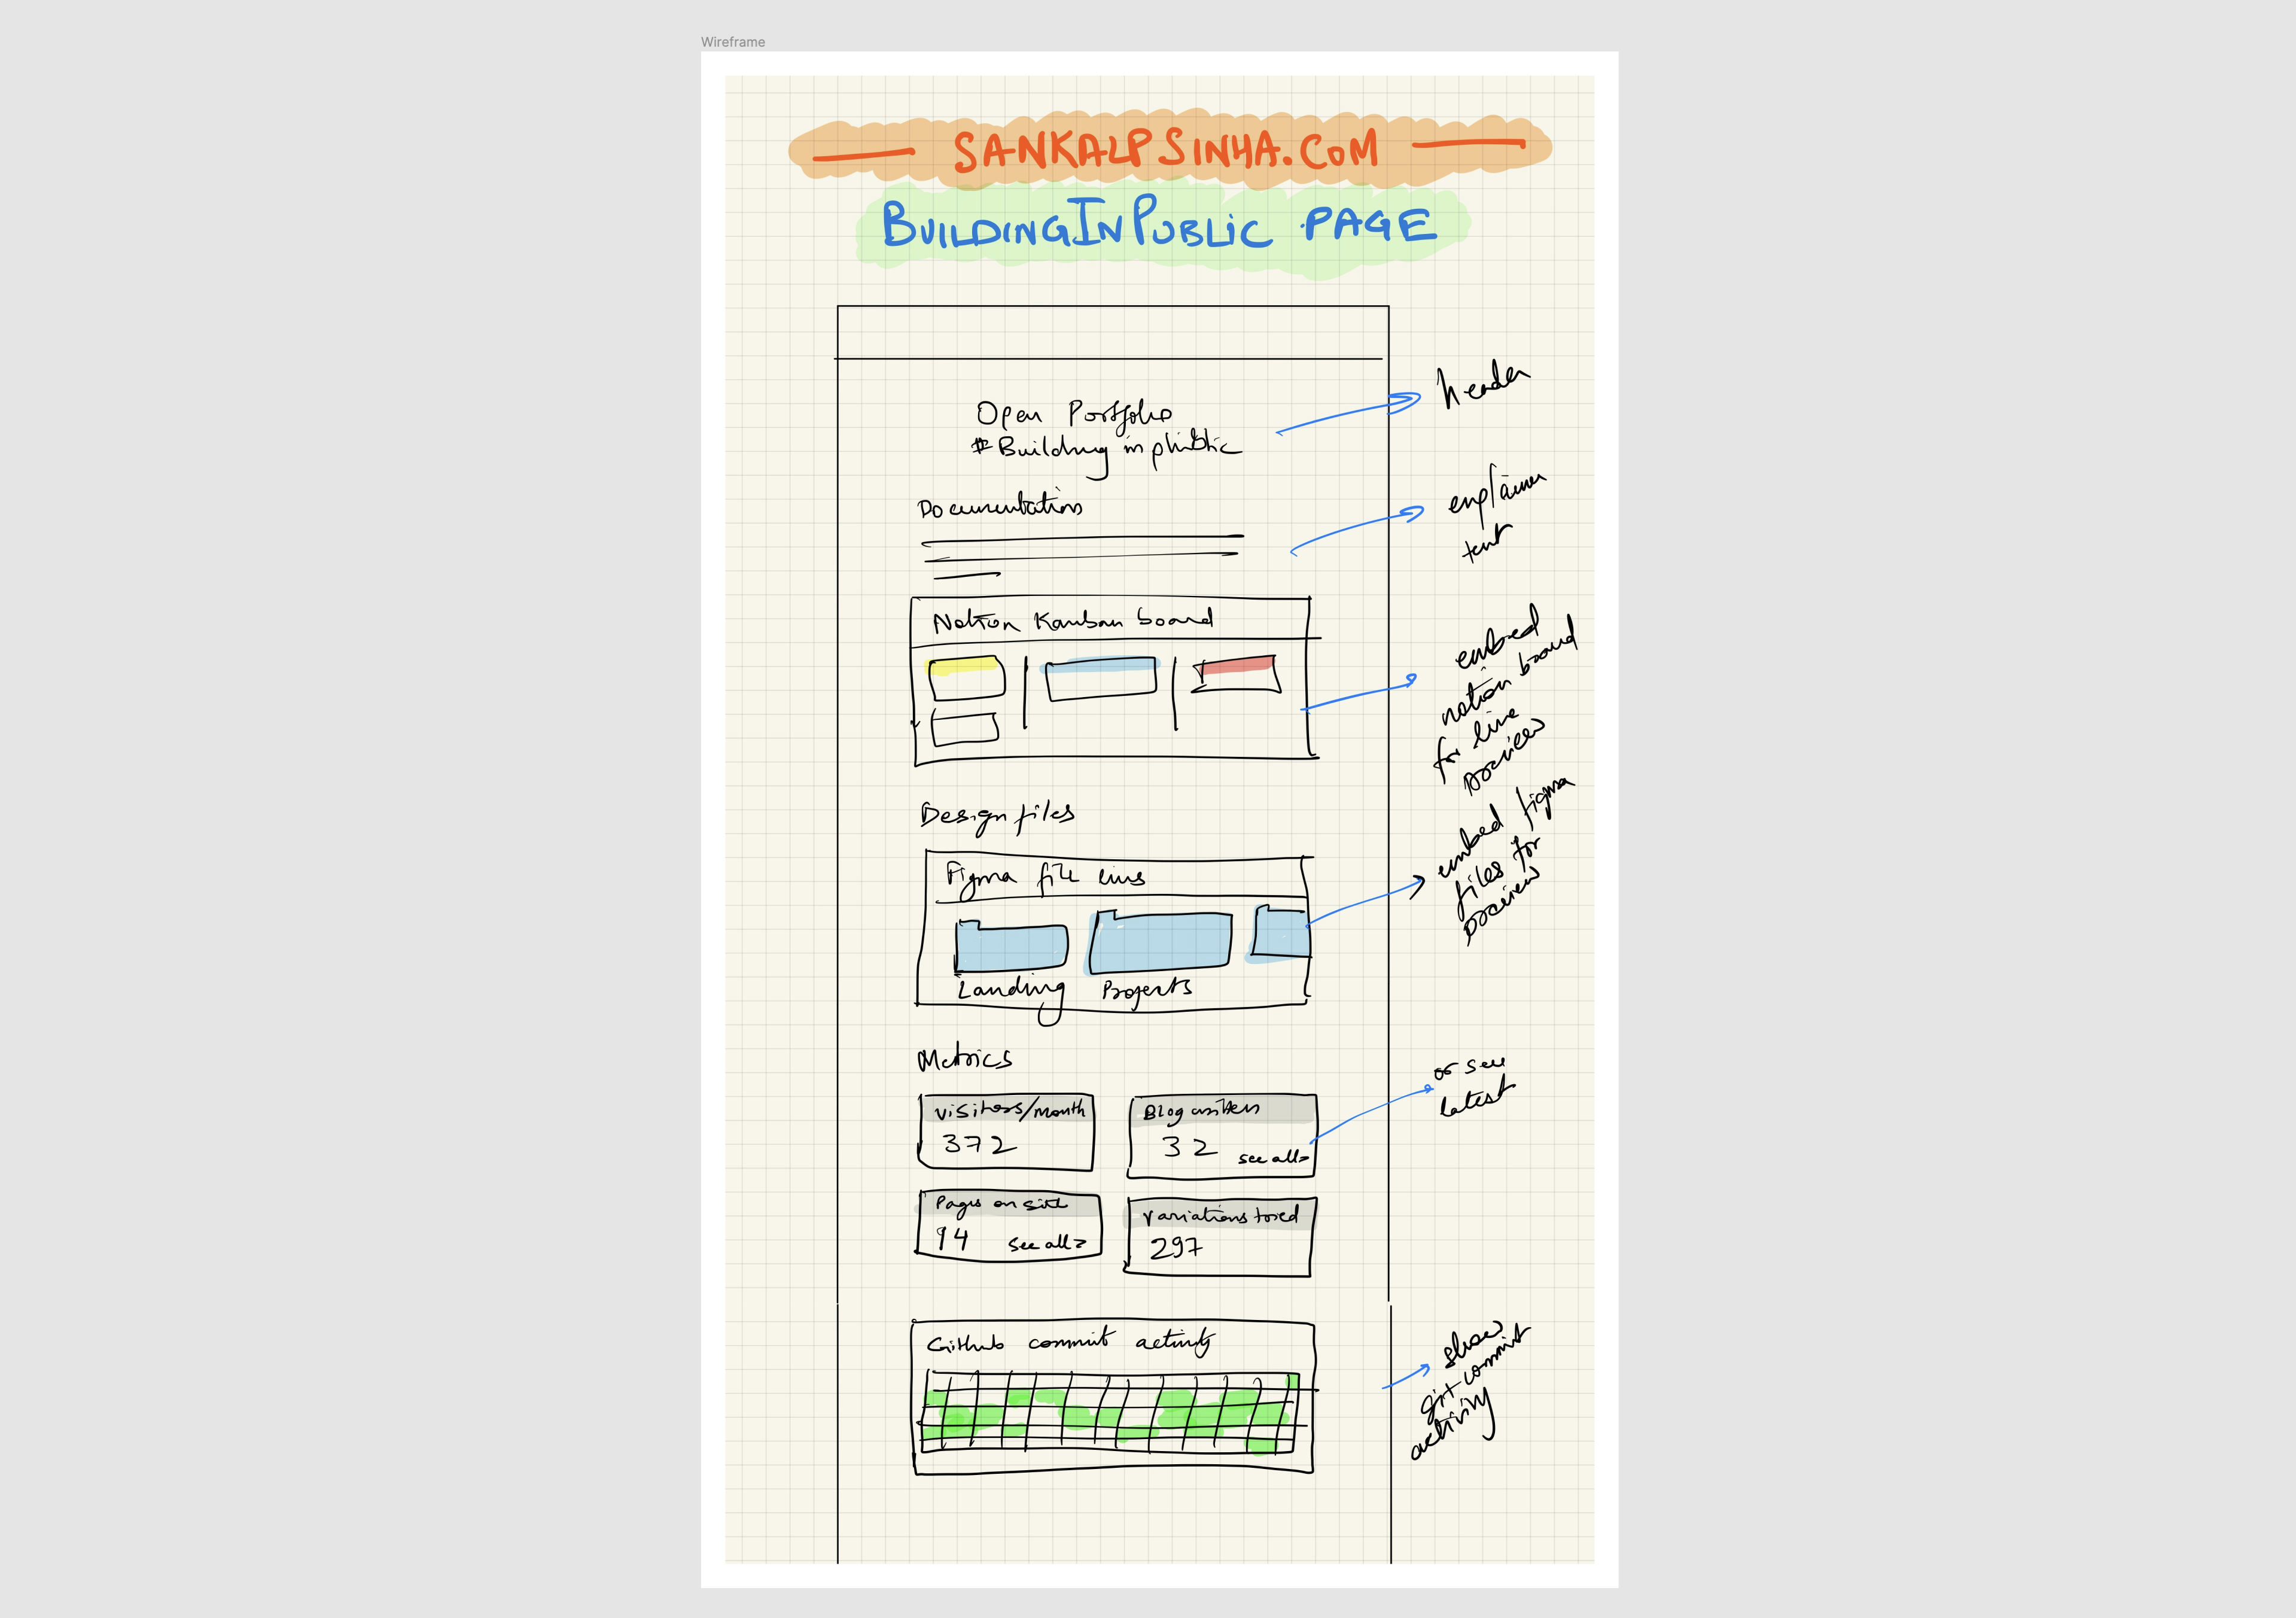 Wireframe
SANKALPSINHA.COM
BUILDINGINPUBLIC PAGE
header
Open Portfolio
#Building in public
Documentation
explainer
text
Notion Kanban board
embed
notion board
for live
preview
Design files
Figma file
embed figma
files for
preview
Landing Projects
Metrics
or see
latest
visitors/month
372
Blog written
32 see all>
Pages on site
94 see all>
variations tried
297
Github commit activity
show
git commit
activity